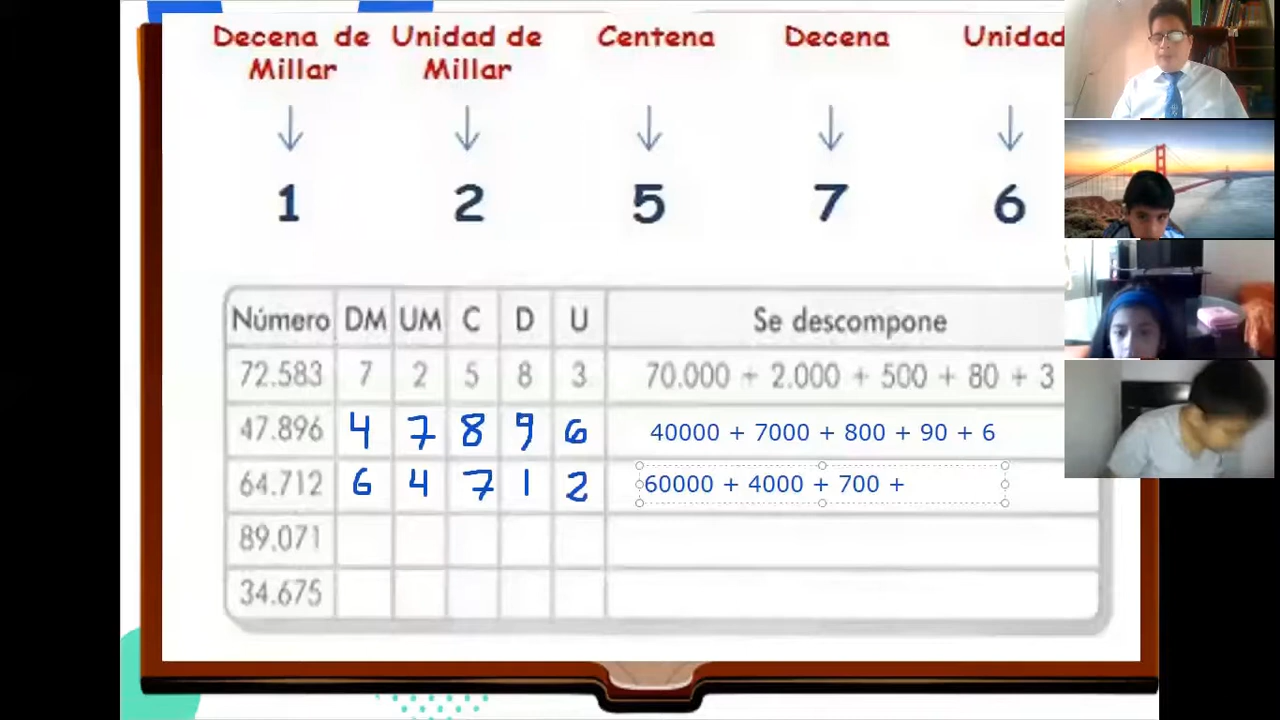 Decena de Millar Unidad de Millar Centena Decena Unidad
1 2 5 7 6
Número DM UM C D U Se descompone
72.583 7 2 5 8 3 70.000 + 2.000 + 500 + 80 + 3
47.896 4 7 8 9 6 40000 + 7000 + 800 + 90 + 6
64.712 6 4 7 1 2 60000 + 4000 + 700 +
89.071
34.675